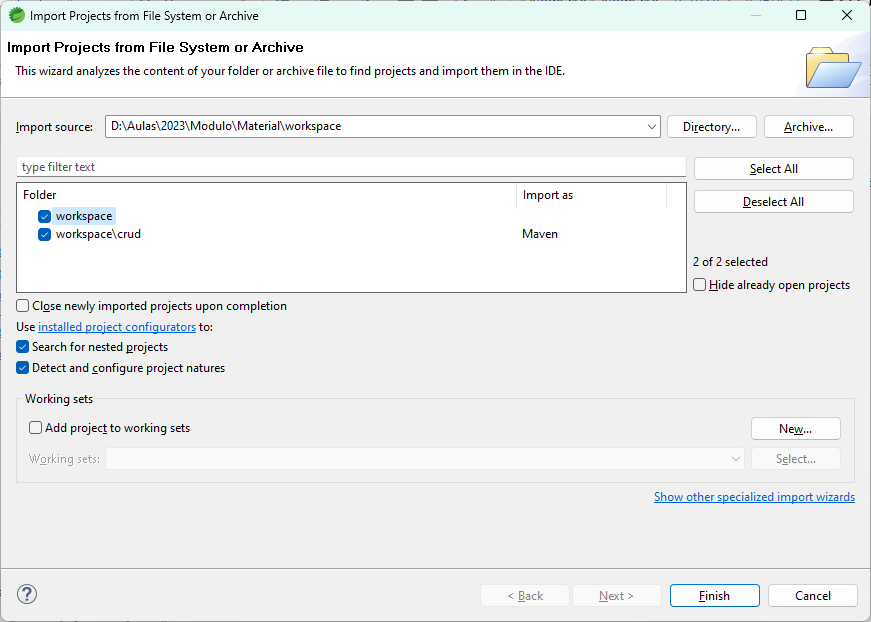 Import Projects from File System or Archive
Import Projects from File System or Archive
This wizard analyzes the content of your folder or archive file to find projects and import them in the IDE.
Import source: D:\Aulas\2023\Modulo\Material\workspace Directory... Archive...
type filter text Select All
Folder Import as
Deselect All
workspace
workspace\crud Maven
2 of 2 selected
Hide already open projects
Close newly imported projects upon completion
Use installed project configurators to:
Search for nested projects
Detect and configure project natures
Working sets
Add project to working sets New...
Working sets: Select...
Show other specialized import wizards
? < Back Next > Finish Cancel